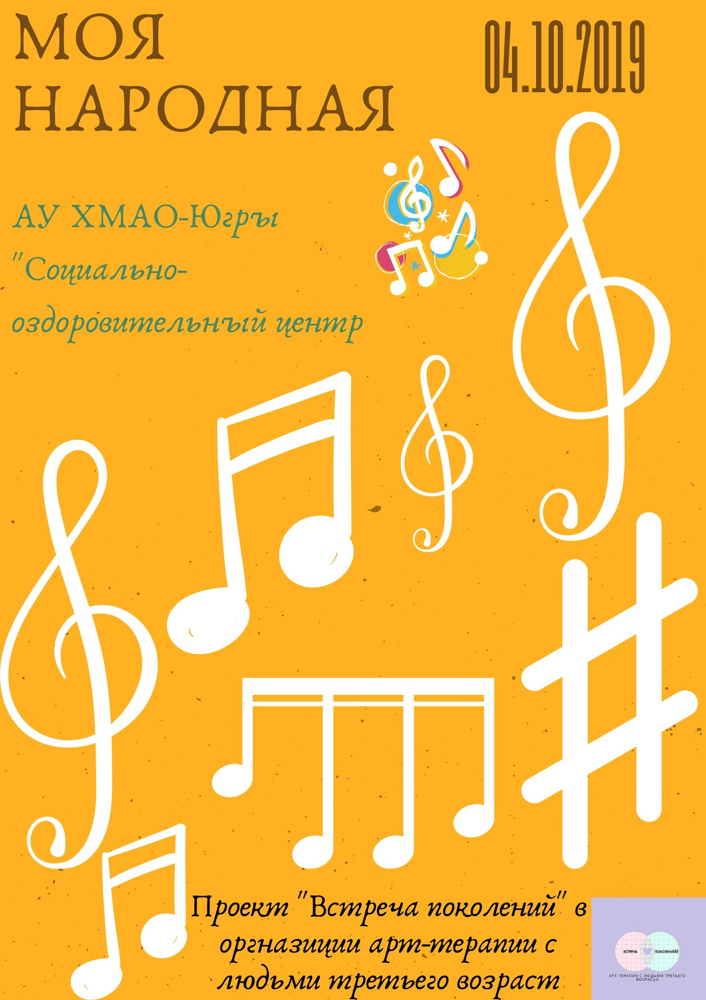 МОЯ
НАРОДНАЯ
04.10.2019
АУ ХМАО-Югры
"Социально-
оздоровительный центр
Проект "Встреча поколений" в
оргназиции арт-терапии с
людьми третьего возраст
ВСТРЕЧА
ПОКОЛЕНИЙЙ
АРТ-ТЕРАПИЯ С ЛЮДЬМИ ТРЕТЬЕГО
ВОЗРАСЬА